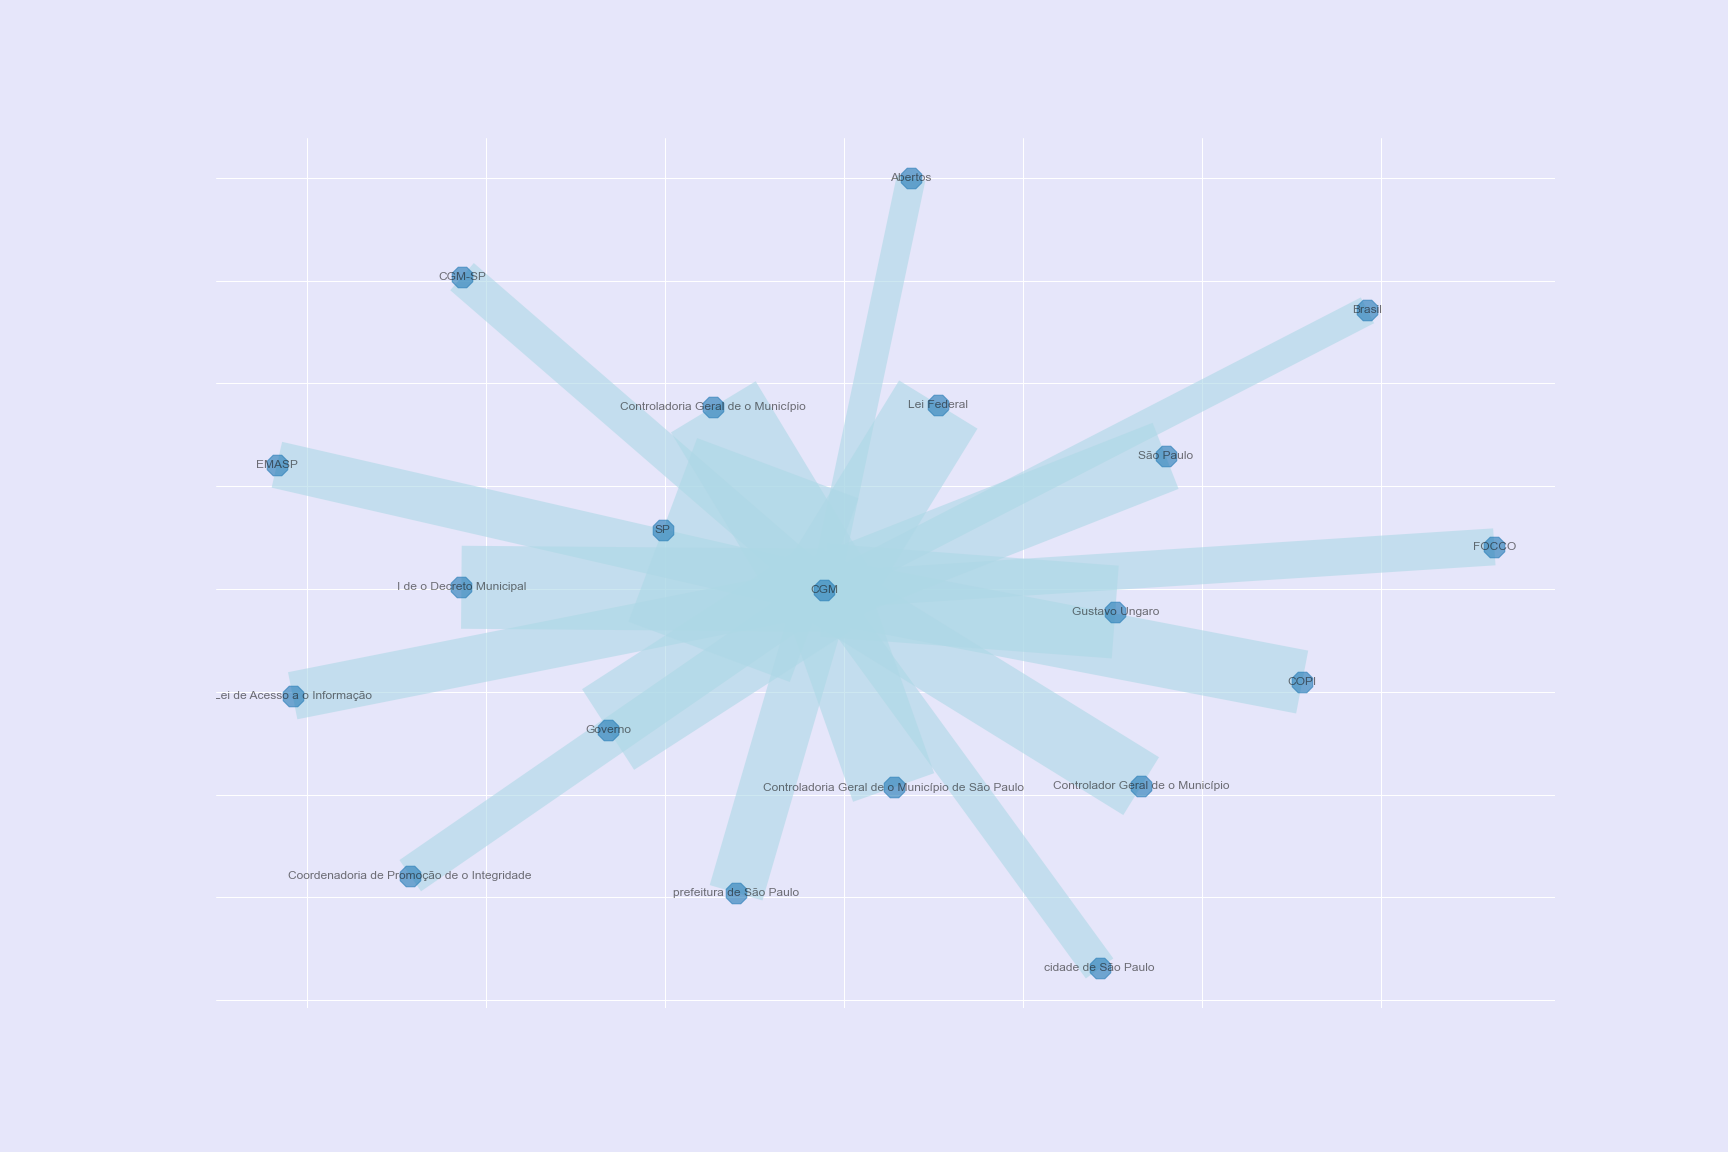 Abertos
CGM-SP
Brasil
Controladoria Geral de o Município
Lei Federal
São Paulo
EMASP
SP
FOCCO
I de o Decreto Municipal
CGM
Gustavo Ungaro
COPI
Lei de Acesso a o Informação
Governo
Controladoria Geral de o Município de São Paulo
Controlador Geral de o Município
Coordenadoria de Promoção de o Integridade
prefeitura de São Paulo
cidade de São Paulo